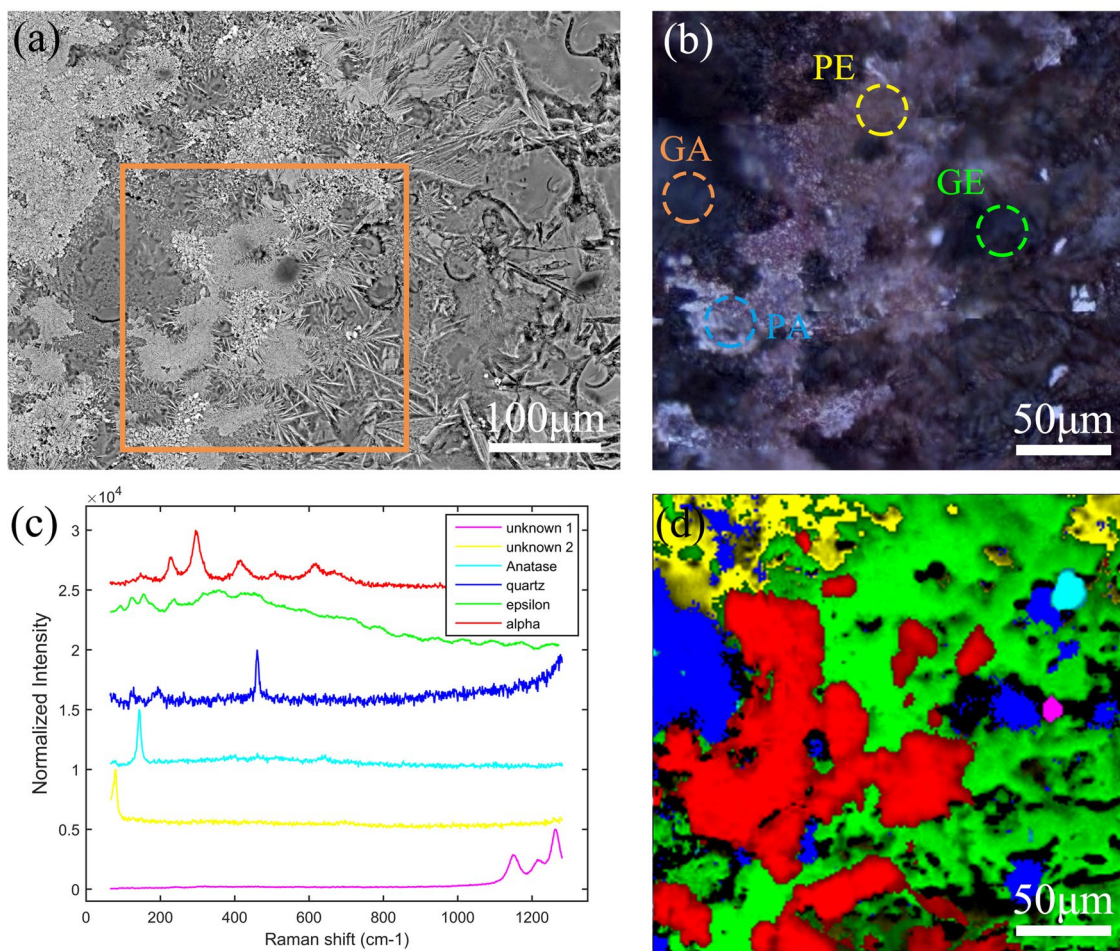 (a)
100μm
(b)
PE
GA
GE
PA
50μm
(c)
×10⁴
3
2.5
2
1.5
1
0.5
0
Normalized Intensity
unknown 1
unknown 2
Anatase
quartz
epsilon
alpha
0 200 400 600 800 1000 1200
Raman shift (cm-1)
(d)
50μm